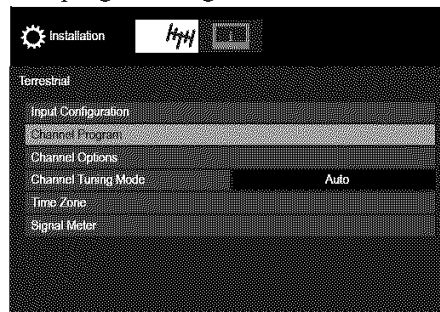 Installation
Terrestrial
Input Configuration
Channel Program
Channel Options
Channel Tuning Mode Auto
Time Zone
Signal Meter